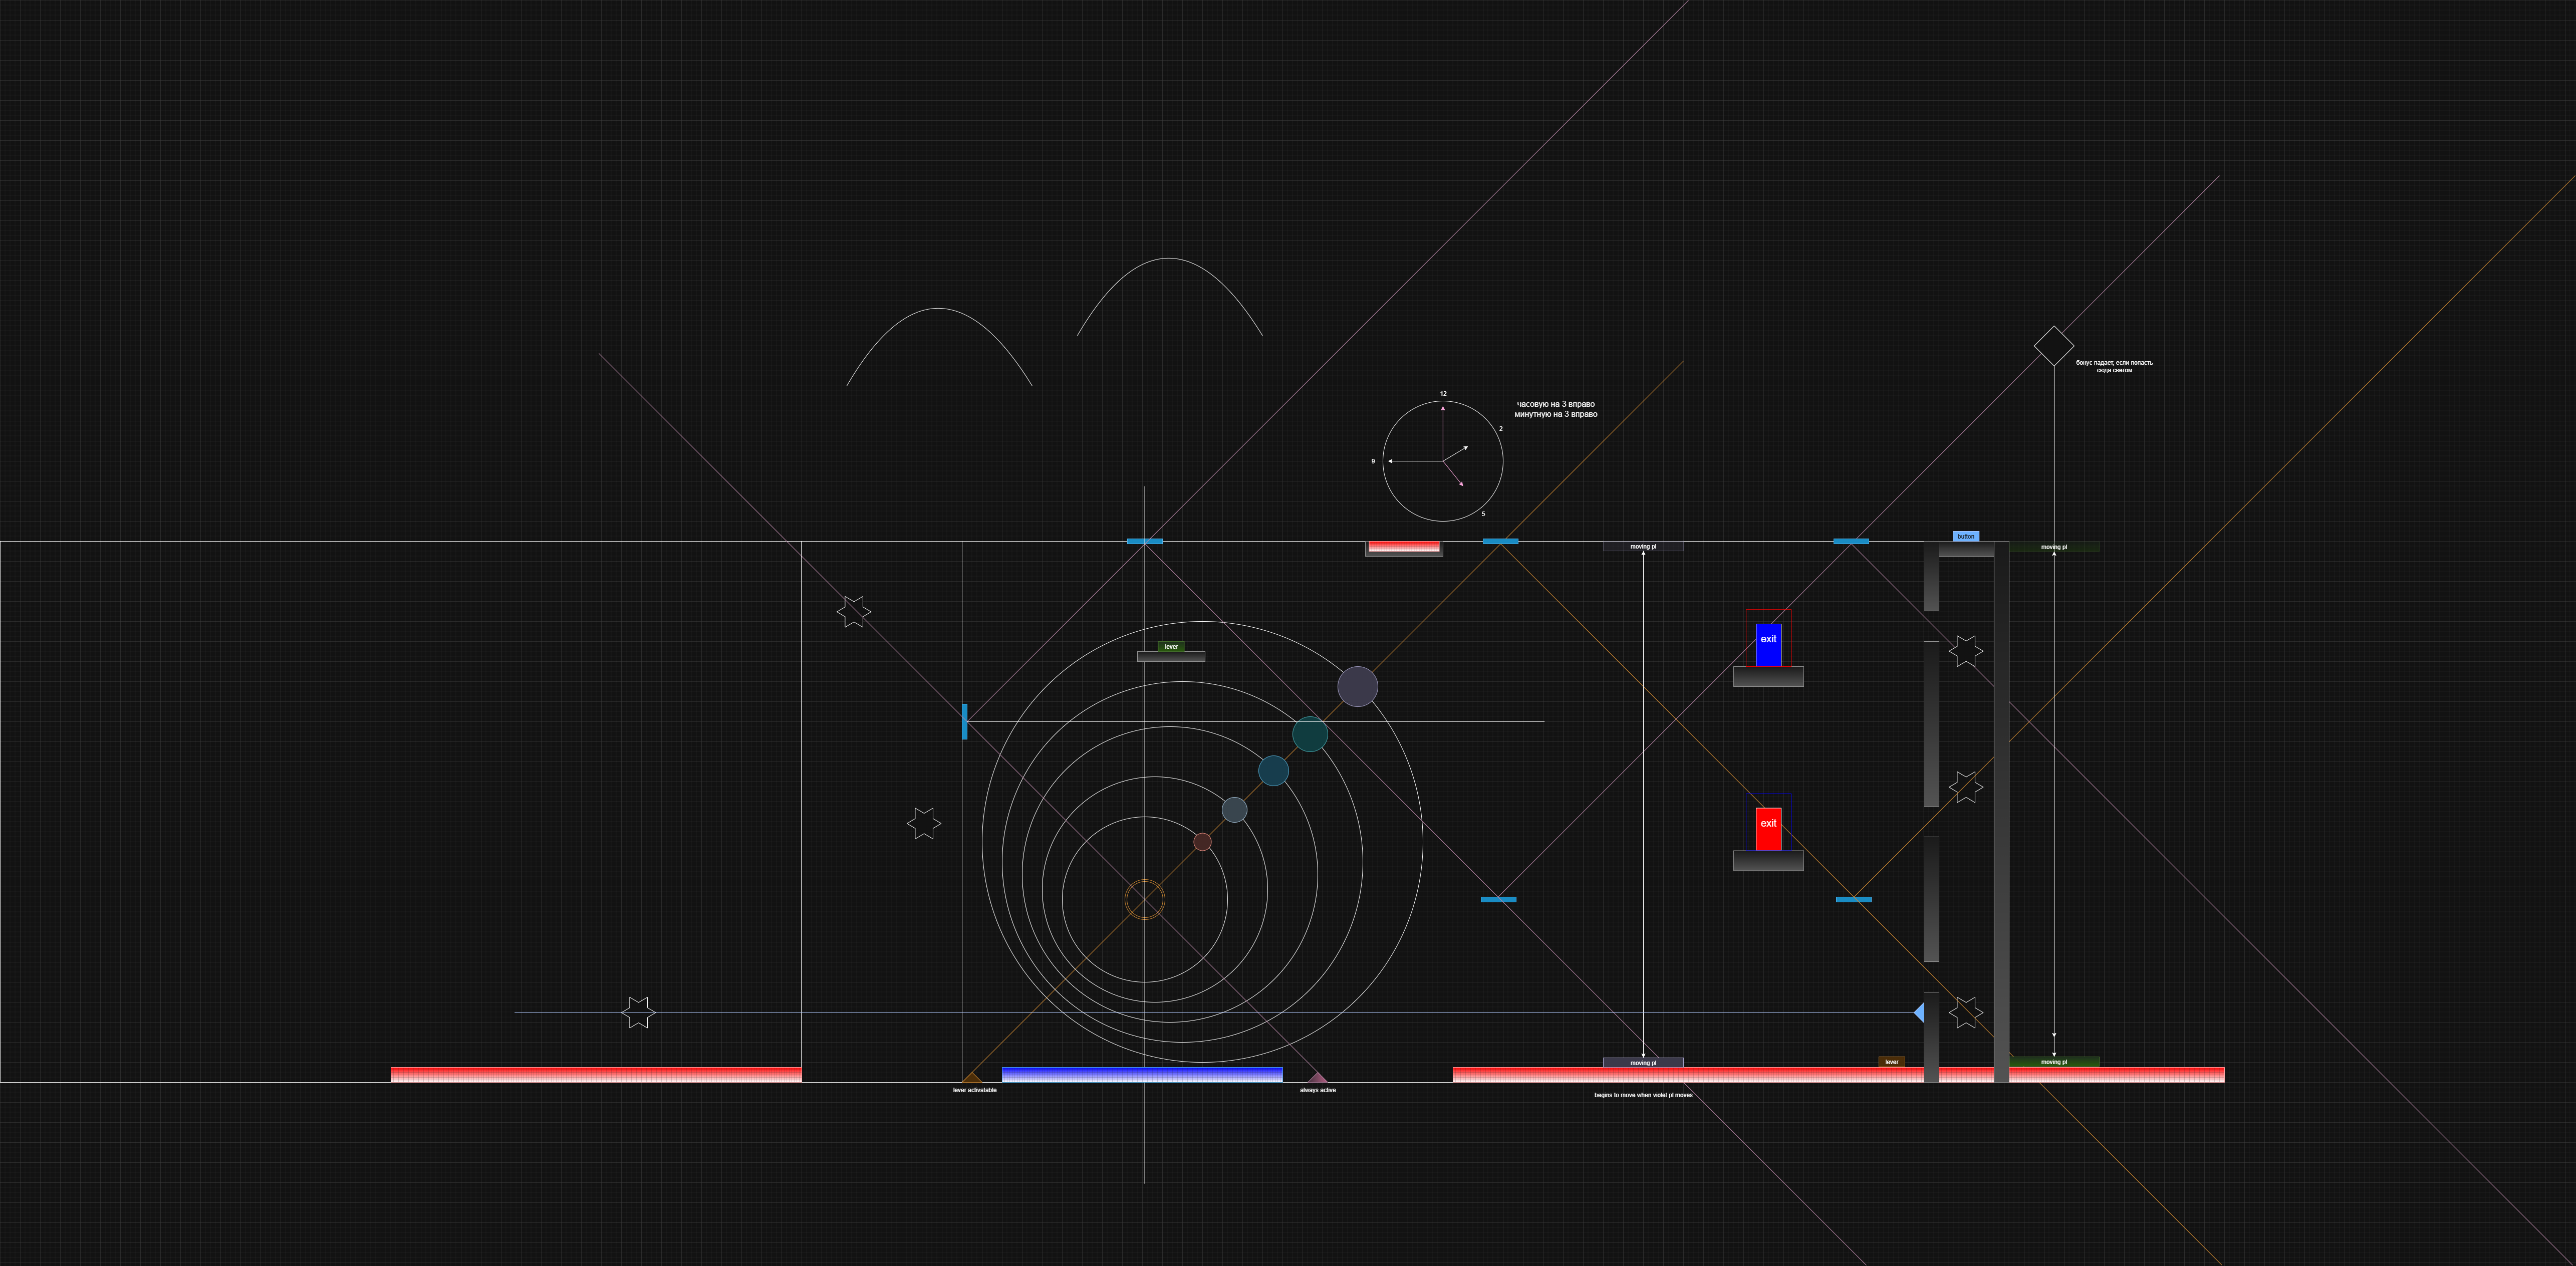 бонус падает, если попасть
сюда светом
12
часовую на 3 вправо
минутную на 3 вправо
2
9
5
button
moving pl
moving pl
exit
lever
exit
lever
moving pl
moving pl
lever activatable
always active
begins to move when violet pl moves